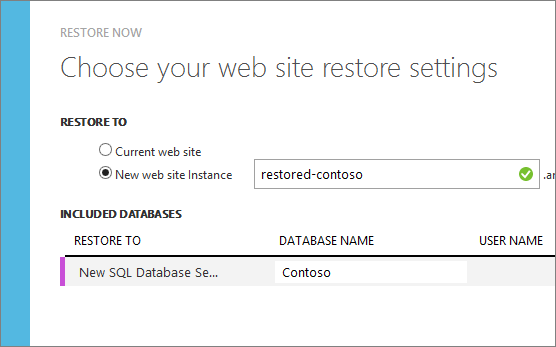 RESTORE NOW
Choose your web site restore settings
RESTORE TO
Current web site
New web site Instance restored-contoso .a
INCLUDED DATABASES
RESTORE TO DATABASE NAME USER NAME
New SQL Database Se... Contoso